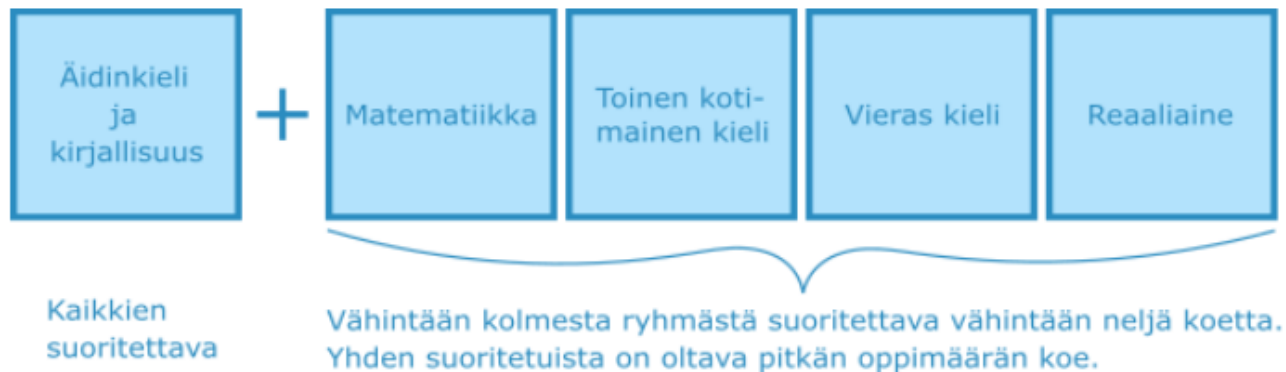 Äidinkieli
ja
kirjallisuus
+
Matematiikka
Toinen koti-
mainen kieli
Vieras kieli
Reaaliaine
Kaikkien
suoritettava
Vähintään kolmesta ryhmästä suoritettava vähintään neljä koetta.
Yhden suoritetuista on oltava pitkän oppimäärän koe.